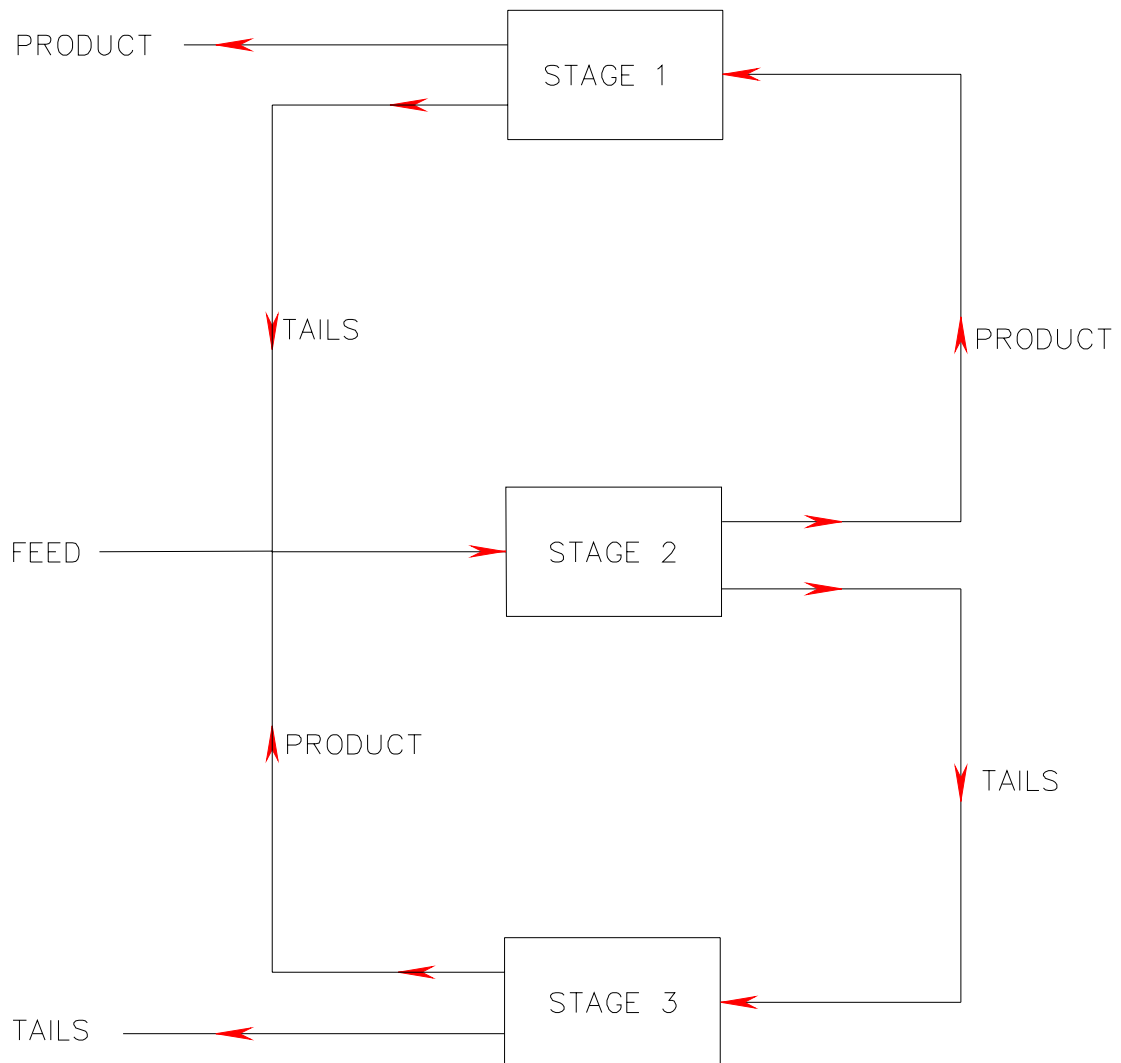 PRODUCT
STAGE 1
TAILS
PRODUCT
FEED
STAGE 2
PRODUCT
TAILS
STAGE 3
TAILS